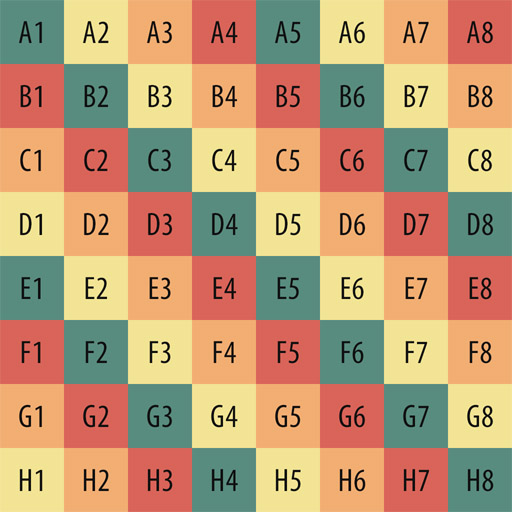 A1 A2 A3 A4 A5 A6 A7 A8
B1 B2 B3 B4 B5 B6 B7 B8
C1 C2 C3 C4 C5 C6 C7 C8
D1 D2 D3 D4 D5 D6 D7 D8
E1 E2 E3 E4 E5 E6 E7 E8
F1 F2 F3 F4 F5 F6 F7 F8
G1 G2 G3 G4 G5 G6 G7 G8
H1 H2 H3 H4 H5 H6 H7 H8